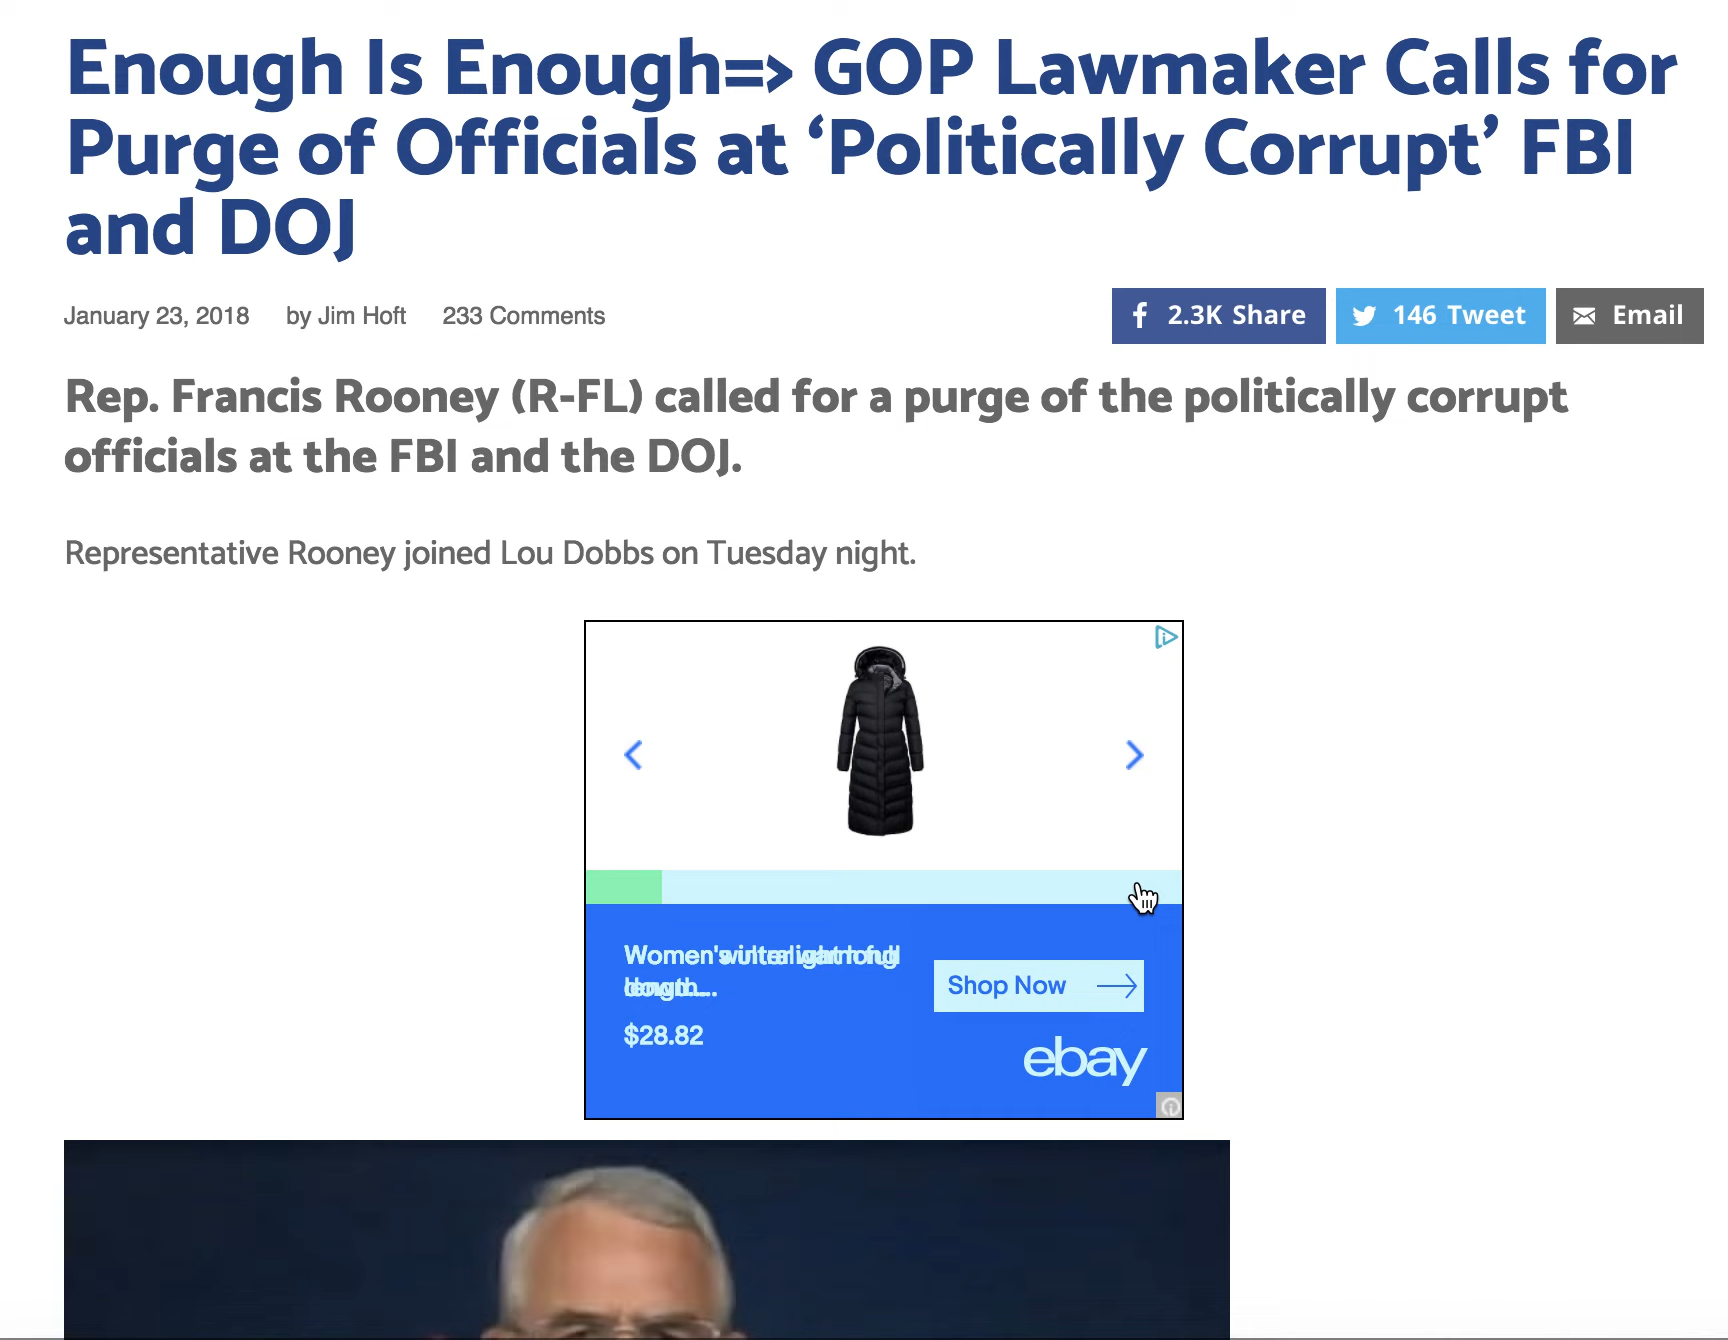 Enough Is Enough=> GOP Lawmaker Calls for
Purge of Officials at ‘Politically Corrupt’ FBI
and DOJ
January 23, 2018 by Jim Hoft 233 Comments
2.3K Share 146 Tweet Email
Rep. Francis Rooney (R-FL) called for a purge of the politically corrupt
officials at the FBI and the DOJ.
Representative Rooney joined Lou Dobbs on Tuesday night.
Women's
Shop Now
$28.82
ebay